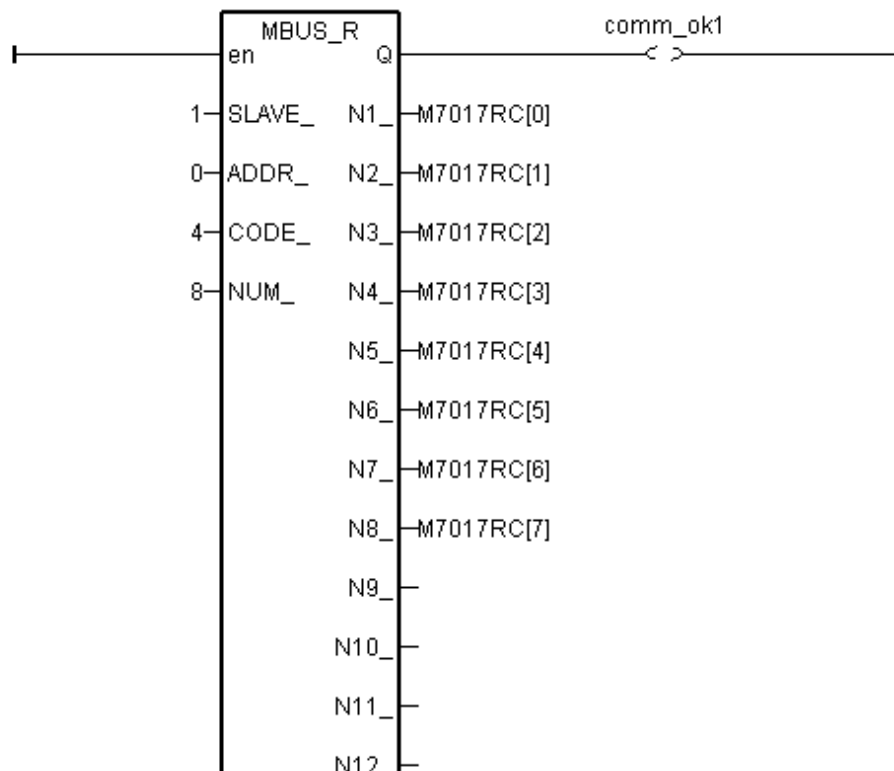 MBUS_R
comm_ok1
en Q
1 SLAVE_ N1_ M7017RC[0]
0 ADDR_ N2_ M7017RC[1]
4 CODE_ N3_ M7017RC[2]
8 NUM_ N4_ M7017RC[3]
N5_ M7017RC[4]
N6_ M7017RC[5]
N7_ M7017RC[6]
N8_ M7017RC[7]
N9_
N10_
N11_
N12_